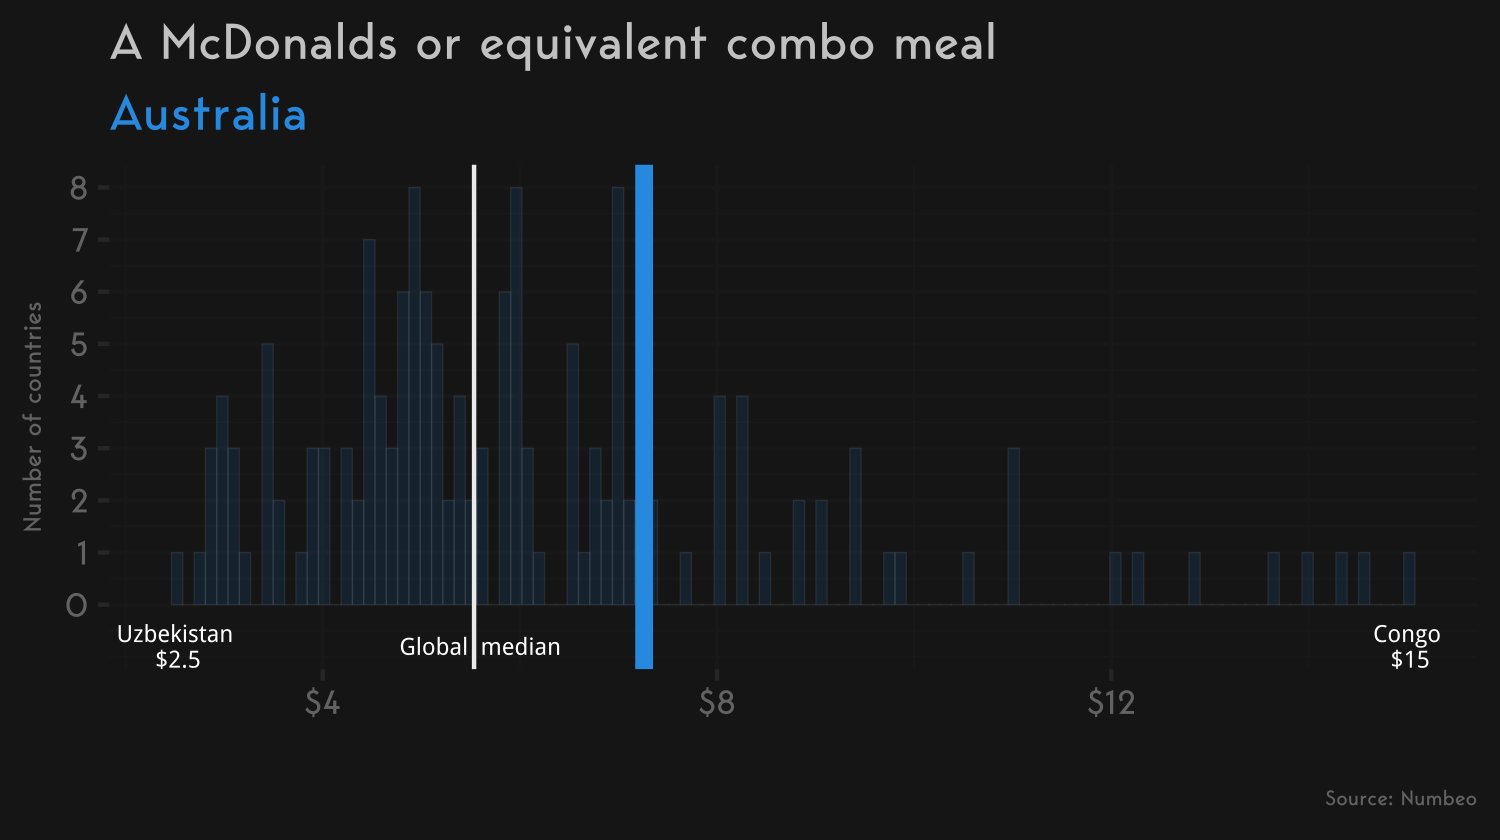 A McDonalds or equivalent combo meal
Australia
Number of countries
8
7
6
5
4
3
2
1
0
Uzbekistan
$2.5
Global median
Congo
$15
$4 $8 $12
Source: Numbeo